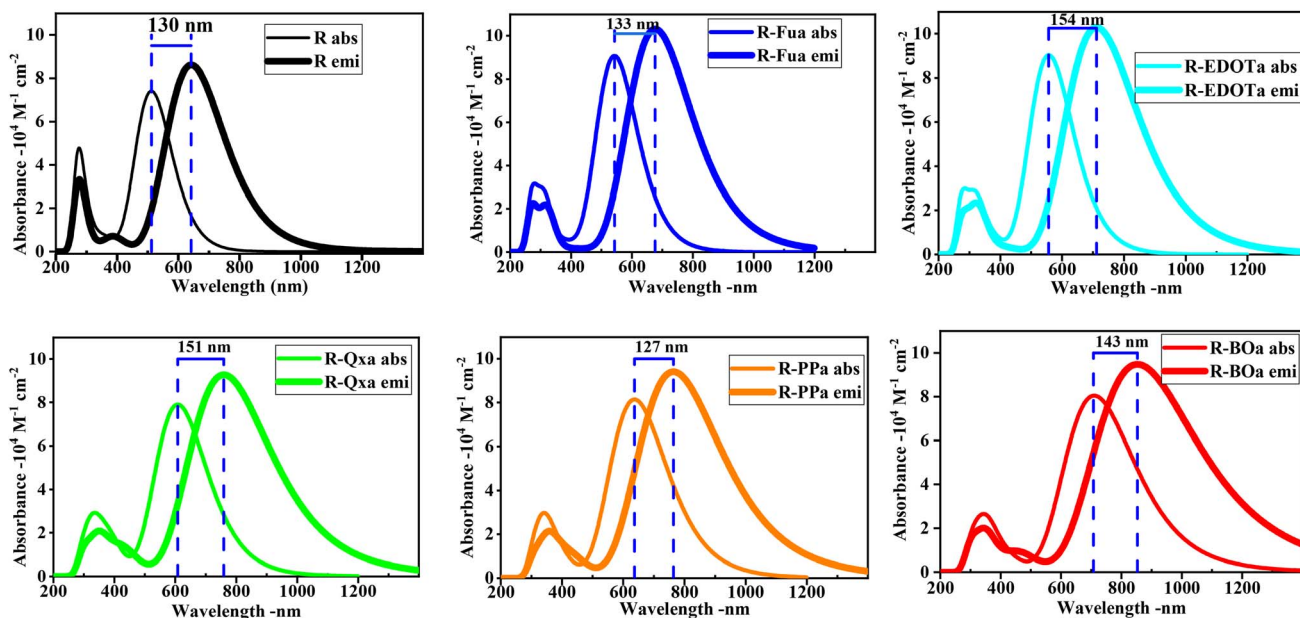 130 nm
R abs
R emi
Absorbance -10⁴ M⁻¹ cm⁻²
10
8
6
4
2
0
200 400 600 800 1000 1200
Wavelength (nm)
133 nm
R-Fua abs
R-Fua emi
Absorbance -10⁴ M⁻¹ cm⁻²
10
8
6
4
2
0
200 400 600 800 1000 1200
Wavelength -nm
154 nm
R-EDOTa abs
R-EDOTa emi
Absorbance -10⁴ M⁻¹ cm⁻²
10
8
6
4
2
0
200 400 600 800 1000 1200
Wavelength -nm
151 nm
R-Qxa abs
R-Qxa emi
Absorbance -10⁴ M⁻¹ cm⁻²
10
8
6
4
2
0
200 400 600 800 1000 1200
Wavelength -nm
127 nm
R-PPa abs
R-PPa emi
Absorbance -10⁴ M⁻¹ cm⁻²
10
8
6
4
2
0
200 400 600 800 1000 1200
Wavelength -nm
143 nm
R-BOa abs
R-BOa emi
Absorbance -10⁴ M⁻¹ cm⁻²
10
8
6
4
2
0
200 400 600 800 1000 1200
Wavelength -nm